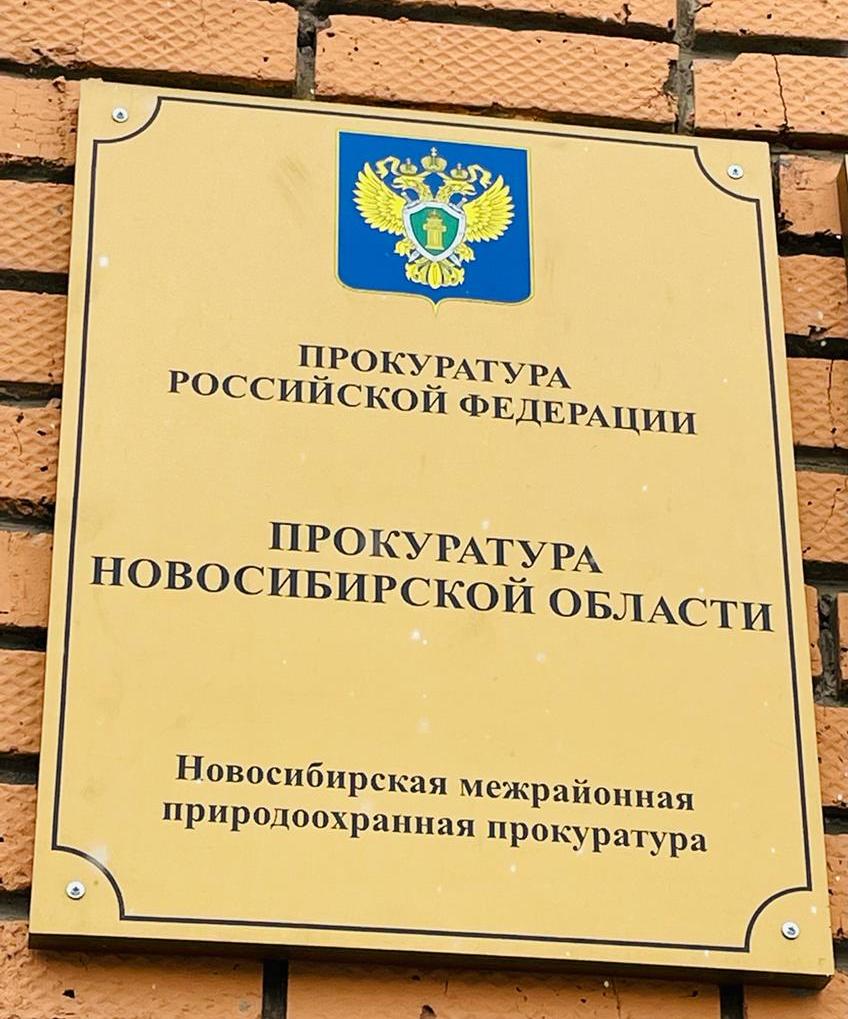 ПРОКУРАТУРА
РОССИЙСКОЙ ФЕДЕРАЦИИ
ПРОКУРАТУРА
НОВОСИБИРСКОЙ ОБЛАСТИ
Новосибирская межрайонная
природоохранная прокуратура